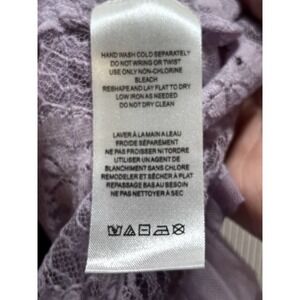 HAND WASH COLD SEPARATELY
DO NOT WRING OR TWIST
USE ONLY NON-CHLORINE
BLEACH
RESHAPE AND LAY FLAT TO DRY
LOW IRON AS NEEDED
DO NOT DRY CLEAN
LAVER À LA MAIN A LEAU
FROIDE SÉPARÉMENT
NE PAS FROISSER NI TORDRE
UTILISER UN AGENT DE
BLANCHIMENT SANS CHLORE
REMODELER ET SÈCHER À PLAT
REPASSAGE BAS AU BESOIN
NE PAS NETTOYER À SEC